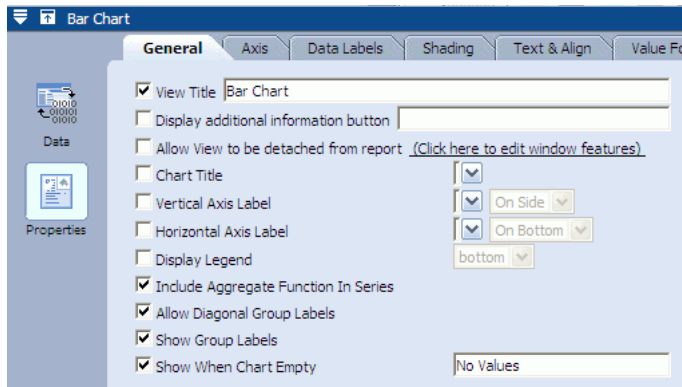 Bar Chart
General Axis Data Labels Shading Text & Align Value Fo
View Title Bar Chart
Display additional information button
Data
Allow View to be detached from report (Click here to edit window features)
Chart Title
Vertical Axis Label On Side
Properties
Horizontal Axis Label On Bottom
Display Legend bottom
Include Aggregate Function In Series
Allow Diagonal Group Labels
Show Group Labels
Show When Chart Empty No Values